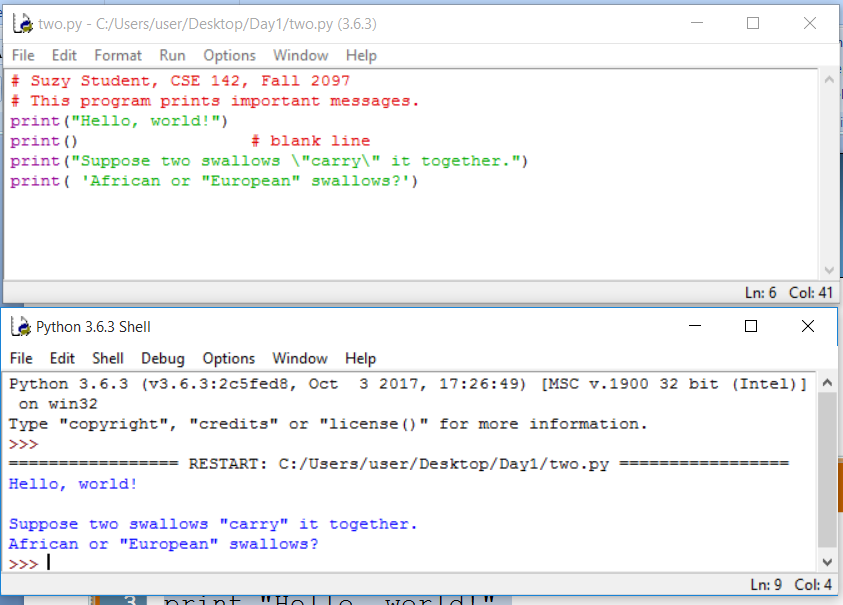 two.py - C:/Users/user/Desktop/Day1/two.py (3.6.3)
File Edit Format Run Options Window Help
# Suzy Student, CSE 142, Fall 2097
# This program prints important messages.
print("Hello, world!")
print()                 # blank line
print("Suppose two swallows \"carry\" it together.")
print( 'African or "European" swallows?')
Ln: 6 Col: 41
Python 3.6.3 Shell
File Edit Shell Debug Options Window Help
Python 3.6.3 (v3.6.3:2c5fed8, Oct  3 2017, 17:26:49) [MSC v.1900 32 bit (Intel)]
 on win32
Type "copyright", "credits" or "license()" for more information.
>>>
================= RESTART: C:/Users/user/Desktop/Day1/two.py =================
Hello, world!
Suppose two swallows "carry" it together.
African or "European" swallows?
>>>
Ln: 9 Col: 4
3 print "Hello, world!"